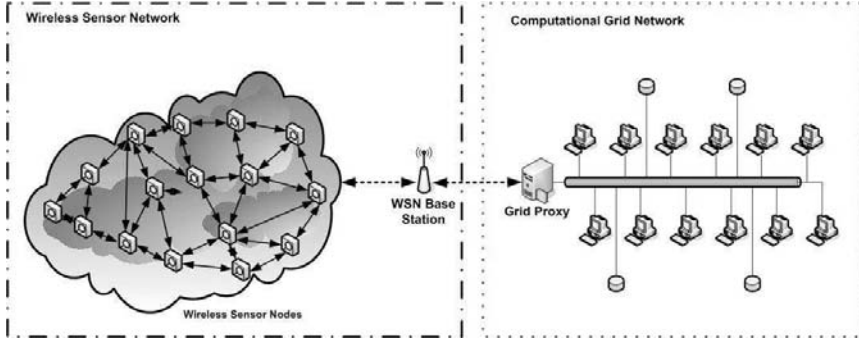 Wireless Sensor Network
Computational Grid Network
WSN Base
Station
Grid Proxy
Wireless Sensor Nodes